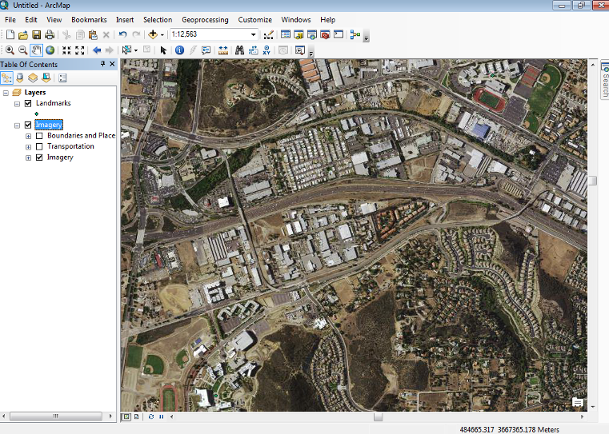 Untitled - ArcMap
File Edit View Bookmarks Insert Selection Geoprocessing Customize Windows Help
1:12,563
Table Of Contents
Layers
Landmarks
Imagery
Boundaries and Place
Transportation
Imagery
Search
484665.317 3667365.178 Meters